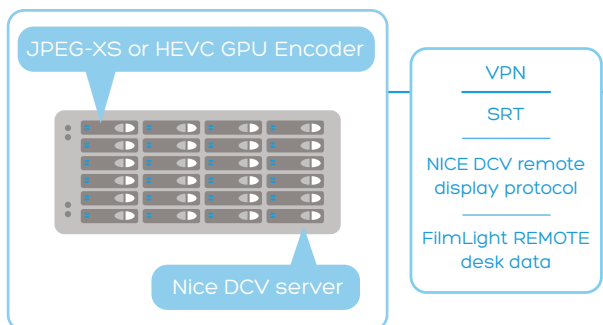 JPEG-XS or HEVC GPU Encoder
Nice DCV server
VPN
SRT
NICE DCV remote
display protocol
FilmLight REMOTE
desk data